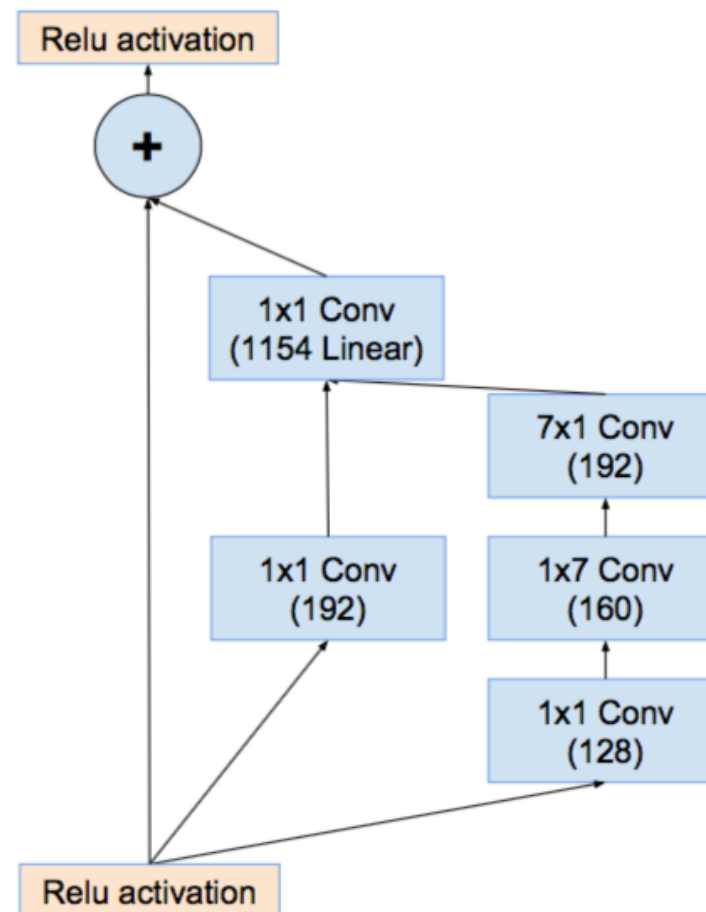 Relu activation
+
1x1 Conv
(1154 Linear)
7x1 Conv
(192)
1x1 Conv
(192)
1x7 Conv
(160)
1x1 Conv
(128)
Relu activation